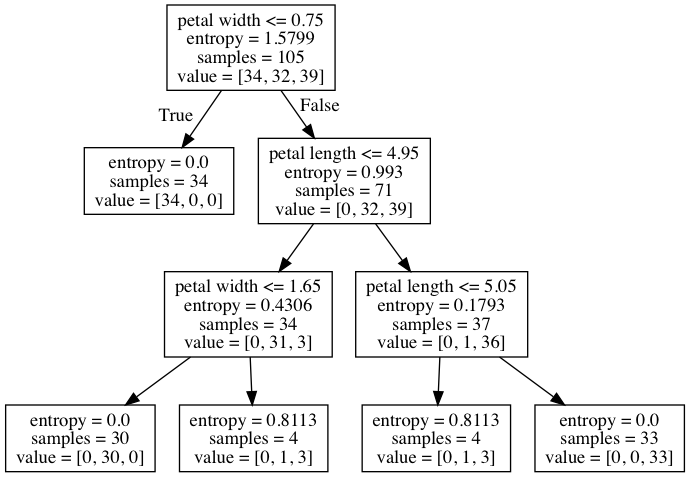 petal width <= 0.75
entropy = 1.5799
samples = 105
value = [34, 32, 39]
True
False
entropy = 0.0
samples = 34
value = [34, 0, 0]
petal length <= 4.95
entropy = 0.993
samples = 71
value = [0, 32, 39]
petal width <= 1.65
entropy = 0.4306
samples = 34
value = [0, 31, 3]
petal length <= 5.05
entropy = 0.1793
samples = 37
value = [0, 1, 36]
entropy = 0.0
samples = 30
value = [0, 30, 0]
entropy = 0.8113
samples = 4
value = [0, 1, 3]
entropy = 0.8113
samples = 4
value = [0, 1, 3]
entropy = 0.0
samples = 33
value = [0, 0, 33]